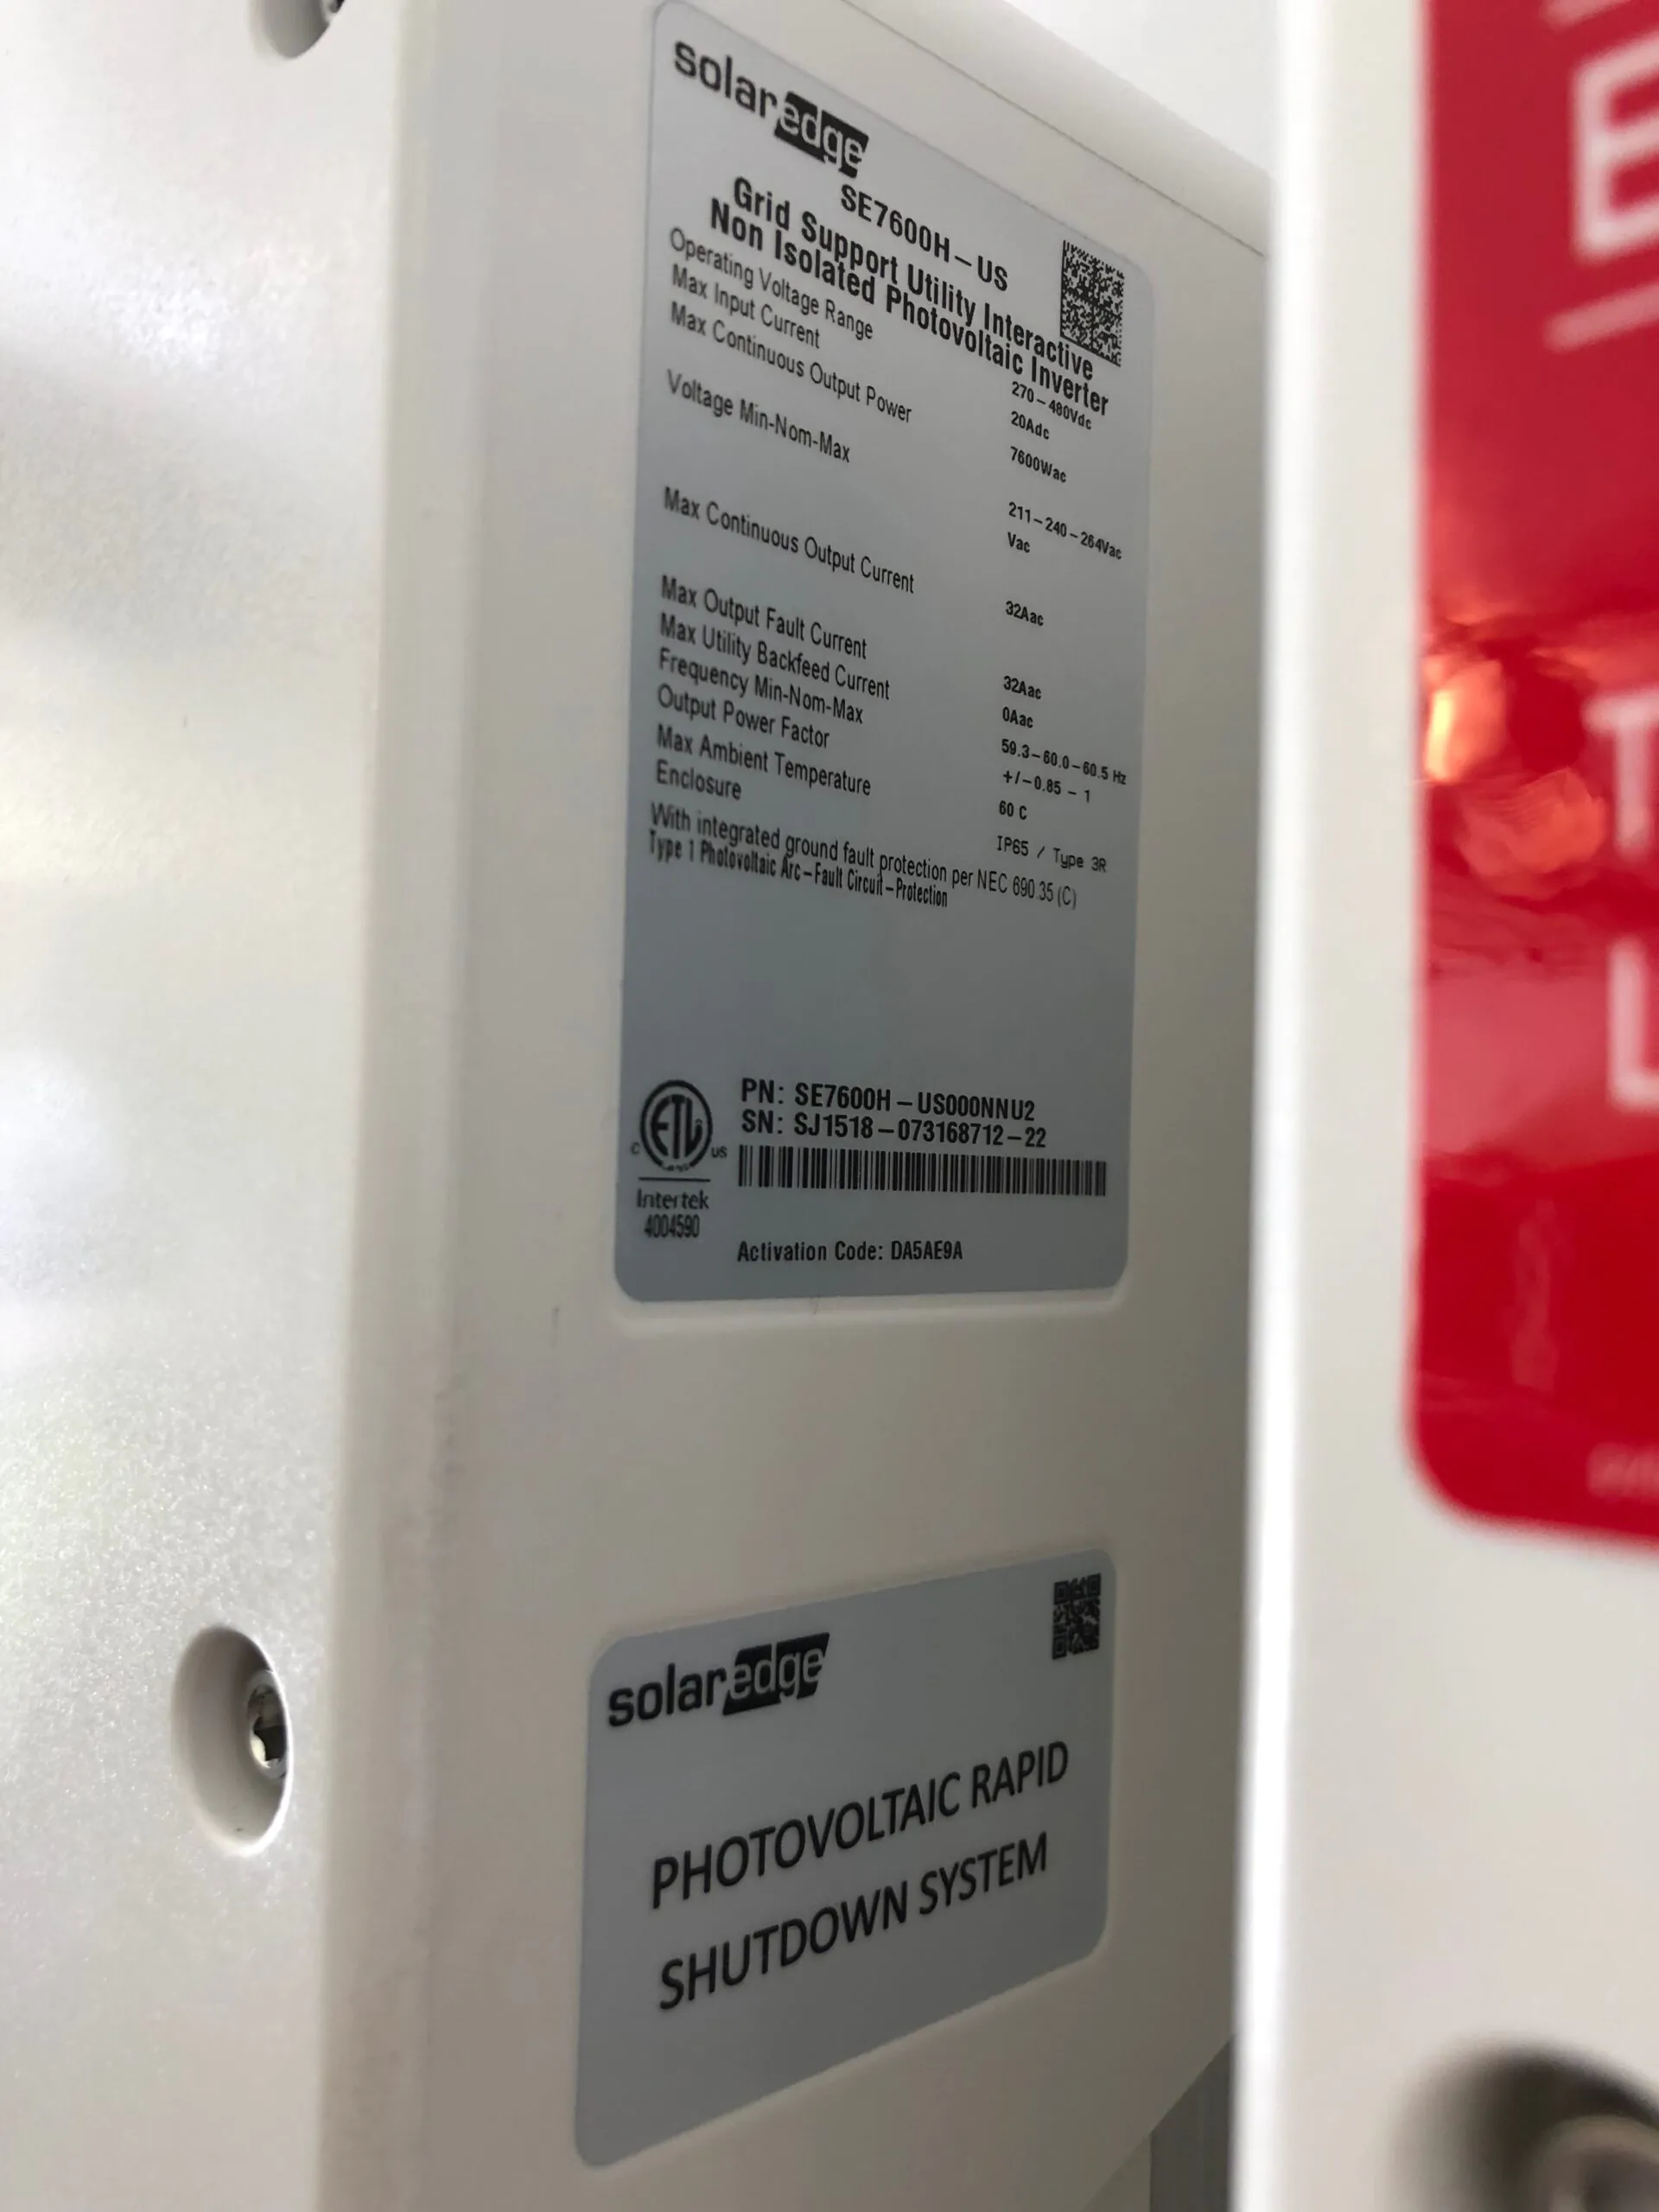 solaredge
SE7600H-US
Grid Support Utility Interactive
Non Isolated Photovoltaic Inverter
Operating Voltage Range 270-480Vdc
Max Input Current 20Adc
Max Continuous Output Power 7600Wac
Voltage Min-Nom-Max 211-240-264Vac
Vac
Max Continuous Output Current 32Aac
Max Output Fault Current 32Aac
Max Utility Backfeed Current 0Aac
Frequency Min-Nom-Max 59.3-60.0-60.5 Hz
Output Power Factor +/-0.85 - 1
Max Ambient Temperature 60 C
Enclosure IP65 / Type 3R
With integrated ground fault protection per NEC 690.35 (C)
Type 1 Photovoltaic Arc-Fault Circuit-Protection
PN: SE7600H-US000NNU2
SN: SJ1518-073168712-22
C ETL US
Intertek
4004590
Activation Code: DA5AE9A
solaredge
PHOTOVOLTAIC RAPID
SHUTDOWN SYSTEM
E
T
L